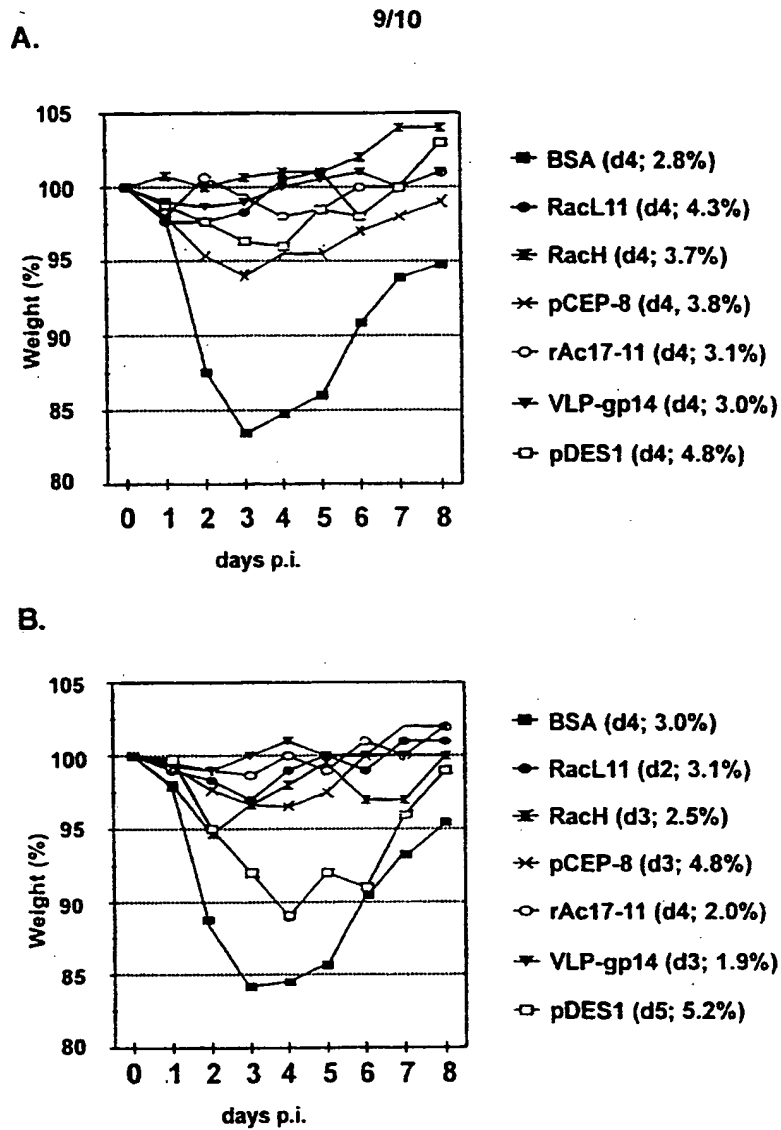 9/10
A.
105
100
95
90
85
80
Weight (%)
0 1 2 3 4 5 6 7 8
days p.i.
BSA (d4; 2.8%)
RacL11 (d4; 4.3%)
RacH (d4; 3.7%)
pCEP-8 (d4, 3.8%)
rAc17-11 (d4; 3.1%)
VLP-gp14 (d4; 3.0%)
pDES1 (d4; 4.8%)
B.
105
100
95
90
85
80
Weight (%)
0 1 2 3 4 5 6 7 8
days p.i.
BSA (d4; 3.0%)
RacL11 (d2; 3.1%)
RacH (d3; 2.5%)
pCEP-8 (d3; 4.8%)
rAc17-11 (d4; 2.0%)
VLP-gp14 (d3; 1.9%)
pDES1 (d5; 5.2%)